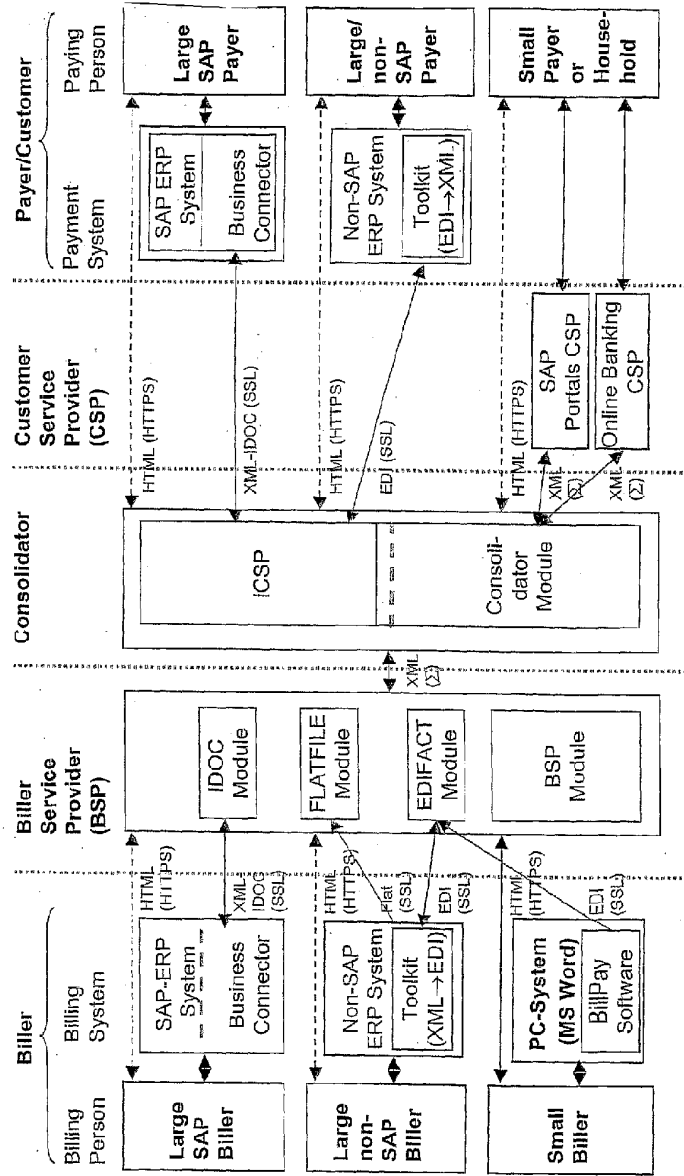 Biller
Billing
Person
Billing
System
Biller
Service
Provider
(BSP)
Consolidator
Customer
Service
Provider
(CSP)
Payer/Customer
Payment
System
Paying
Person
Large
SAP
Biller
SAP-ERP
System
Business
Connector
HTML
(HTTPS)
XML-
IDOC
(SSL)
IDOC
Module
ICSP
HTML (HTTPS)
XML-IDOC (SSL)
SAP ERP
System
Business
Connector
Large
SAP
Payer
Large
non-
SAP
Biller
Non-SAP
ERP System
Toolkit
(XML→EDI)
HTML
(HTTPS)
Flat
(SSL)
EDI
(SSL)
FLATFILE
Module
EDIFACT
Module
XML
(Σ)
HTML (HTTPS)
EDI (SSL)
Non-SAP
ERP System
Toolkit
(EDI→XML)
Large/
non-
SAP
Payer
Small
Biller
PC-System
(MS Word)
BillPay
Software
HTML
(HTTPS)
EDI
(SSL)
BSP
Module
Consoli-
dator
Module
HTML (HTTPS)
XML
(Σ)
XML
(Σ)
SAP
Portals CSP
Online Banking
CSP
Small
Payer
or
House-
hold